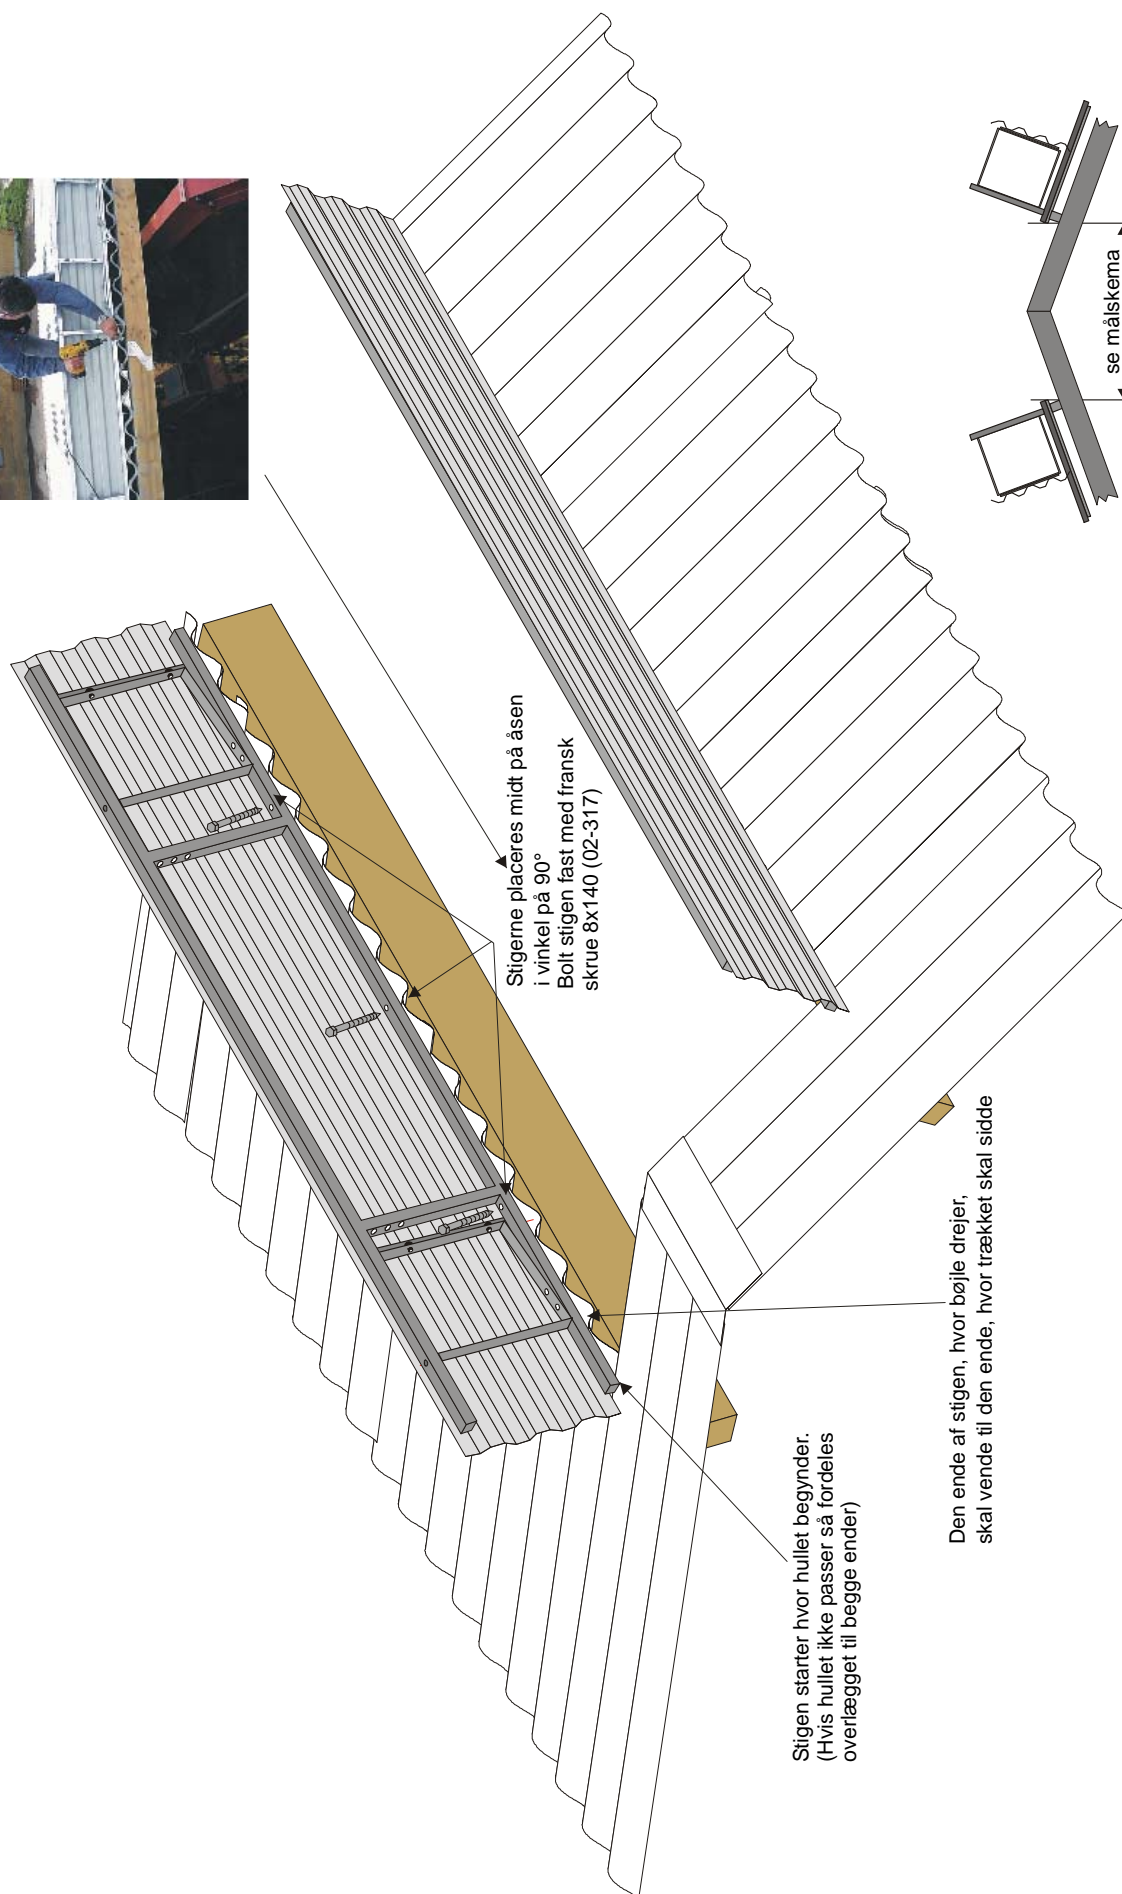 Stigerne placeres midt på åsen
i vinkel på 90°
Bolt stigen fast med fransk
skrue 8x140 (02-317)
se målskema
Stigen starter hvor hullet begynder.
(Hvis hullet ikke passer så fordeles
overlægget til begge ender)
Den ende af stigen, hvor bøjle drejer,
skal vende til den ende, hvor trækket skal sidde